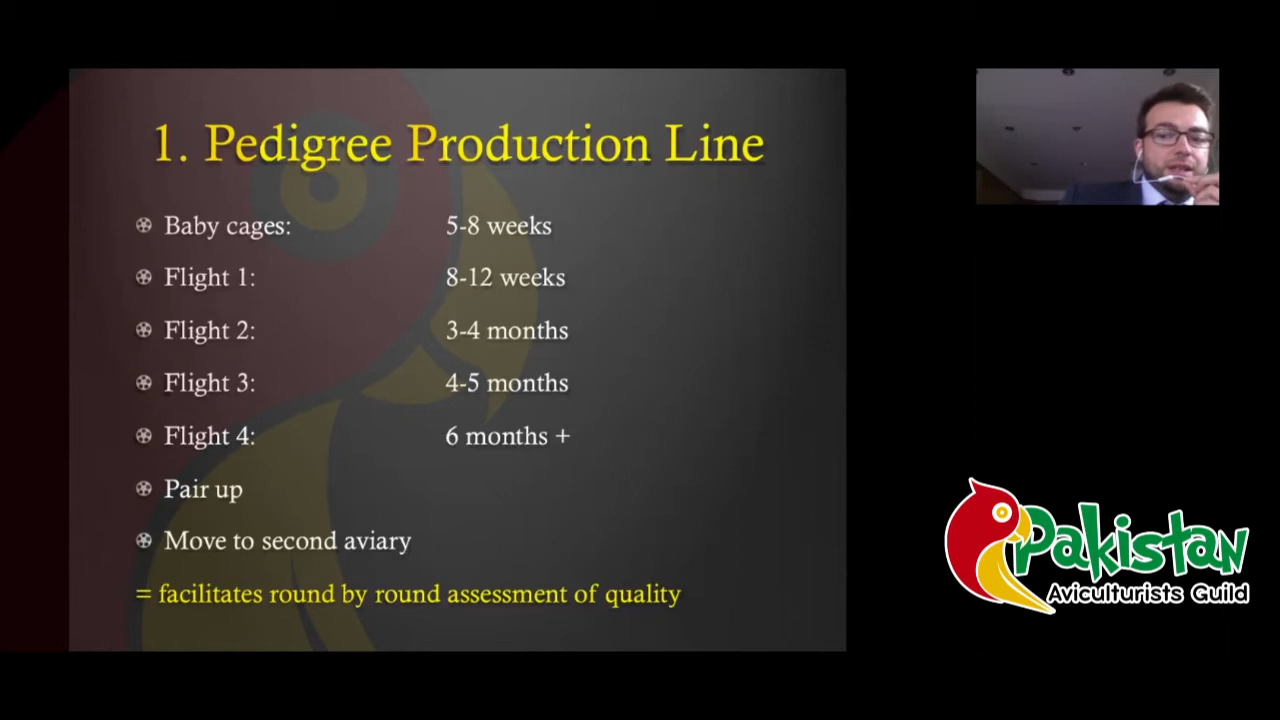 1. Pedigree Production Line
Baby cages: 5-8 weeks
Flight 1: 8-12 weeks
Flight 2: 3-4 months
Flight 3: 4-5 months
Flight 4: 6 months +
Pair up
Move to second aviary
= facilitates round by round assessment of quality
Pakistan
Aviculturists Guild